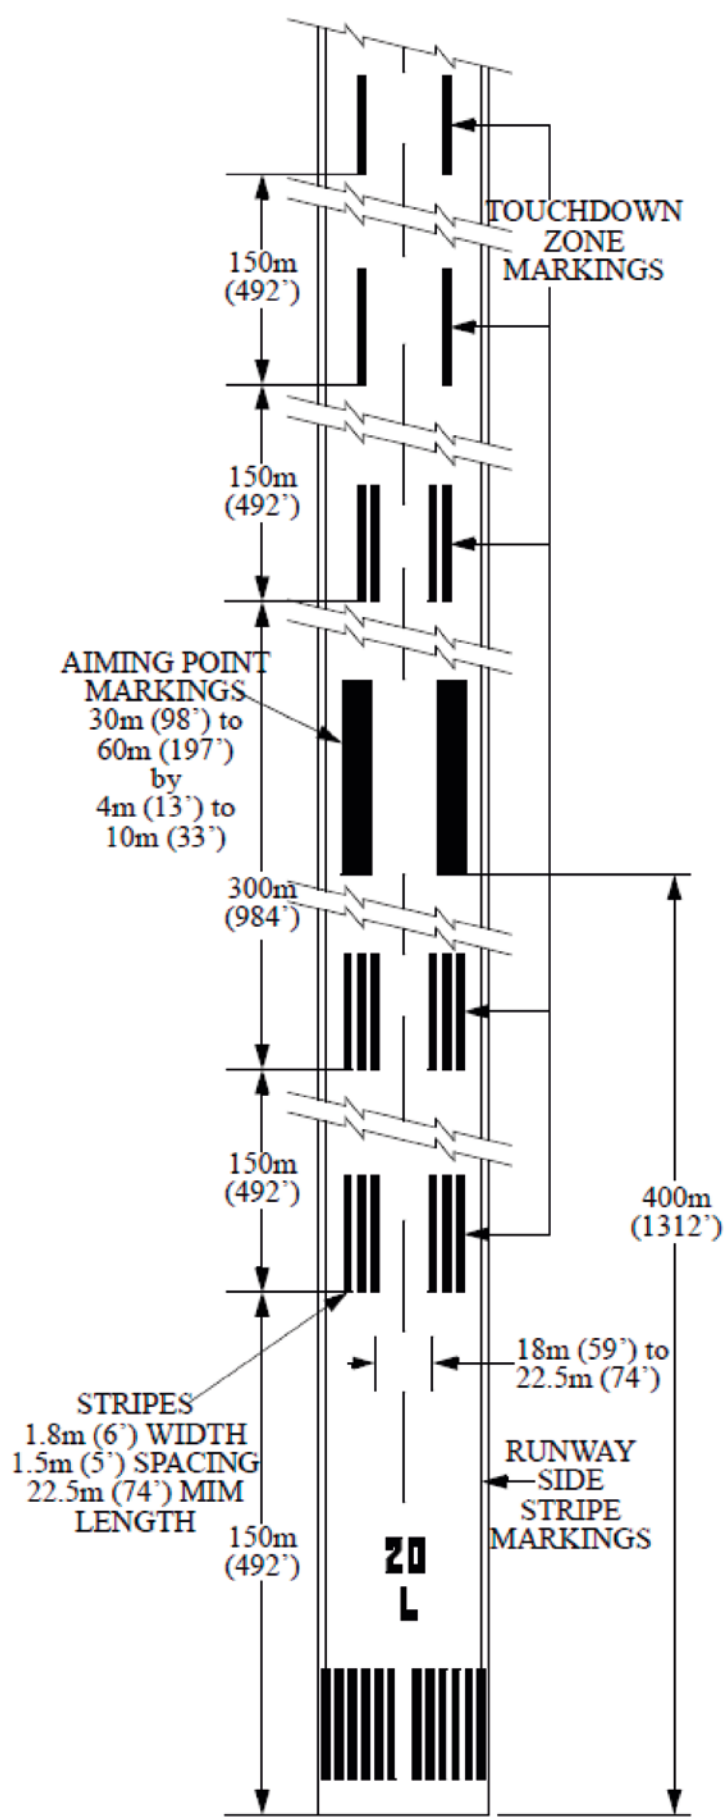 TOUCHDOWN
ZONE
MARKINGS
150m
(492’)
150m
(492’)
AIMING POINT
MARKINGS
30m (98’) to
60m (197’)
by
4m (13’) to
10m (33’)
300m
(984’)
150m
(492’)
400m
(1312’)
18m (59’) to
22.5m (74’)
STRIPES
1.8m (6’) WIDTH
1.5m (5’) SPACING
22.5m (74’) MIM
LENGTH
RUNWAY
SIDE
STRIPE
MARKINGS
150m
(492’)
20
L